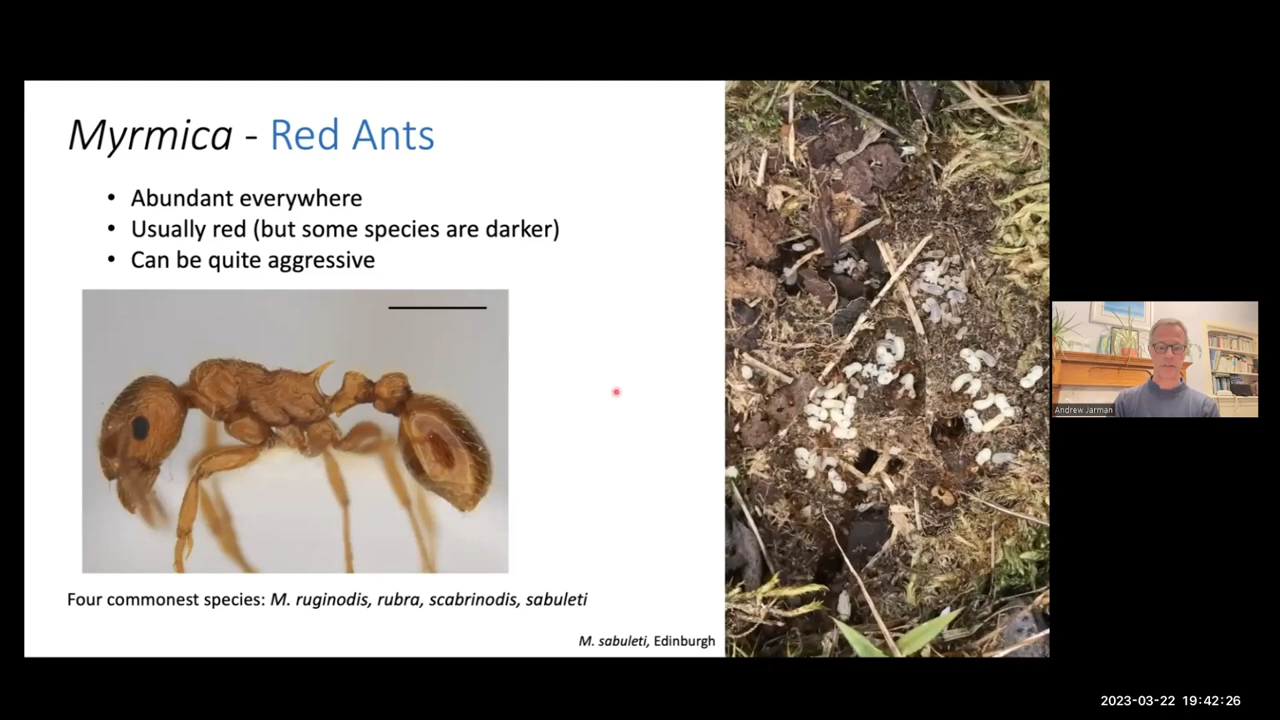 Myrmica - Red Ants
• Abundant everywhere
• Usually red (but some species are darker)
• Can be quite aggressive
Four commonest species: M. ruginodis, rubra, scabrinodis, sabuleti
M. sabuleti, Edinburgh
Andrew Jarman
2023-03-22 19:42:26